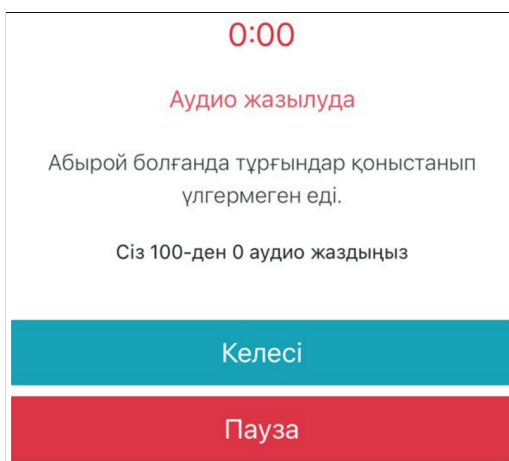 0:00
Аудио жазылуда
Абырой болғанда тұрғындар қоныстанып
үлгермеген еді.
Сіз 100-ден 0 аудио жаздыңыз
Келесі
Пауза